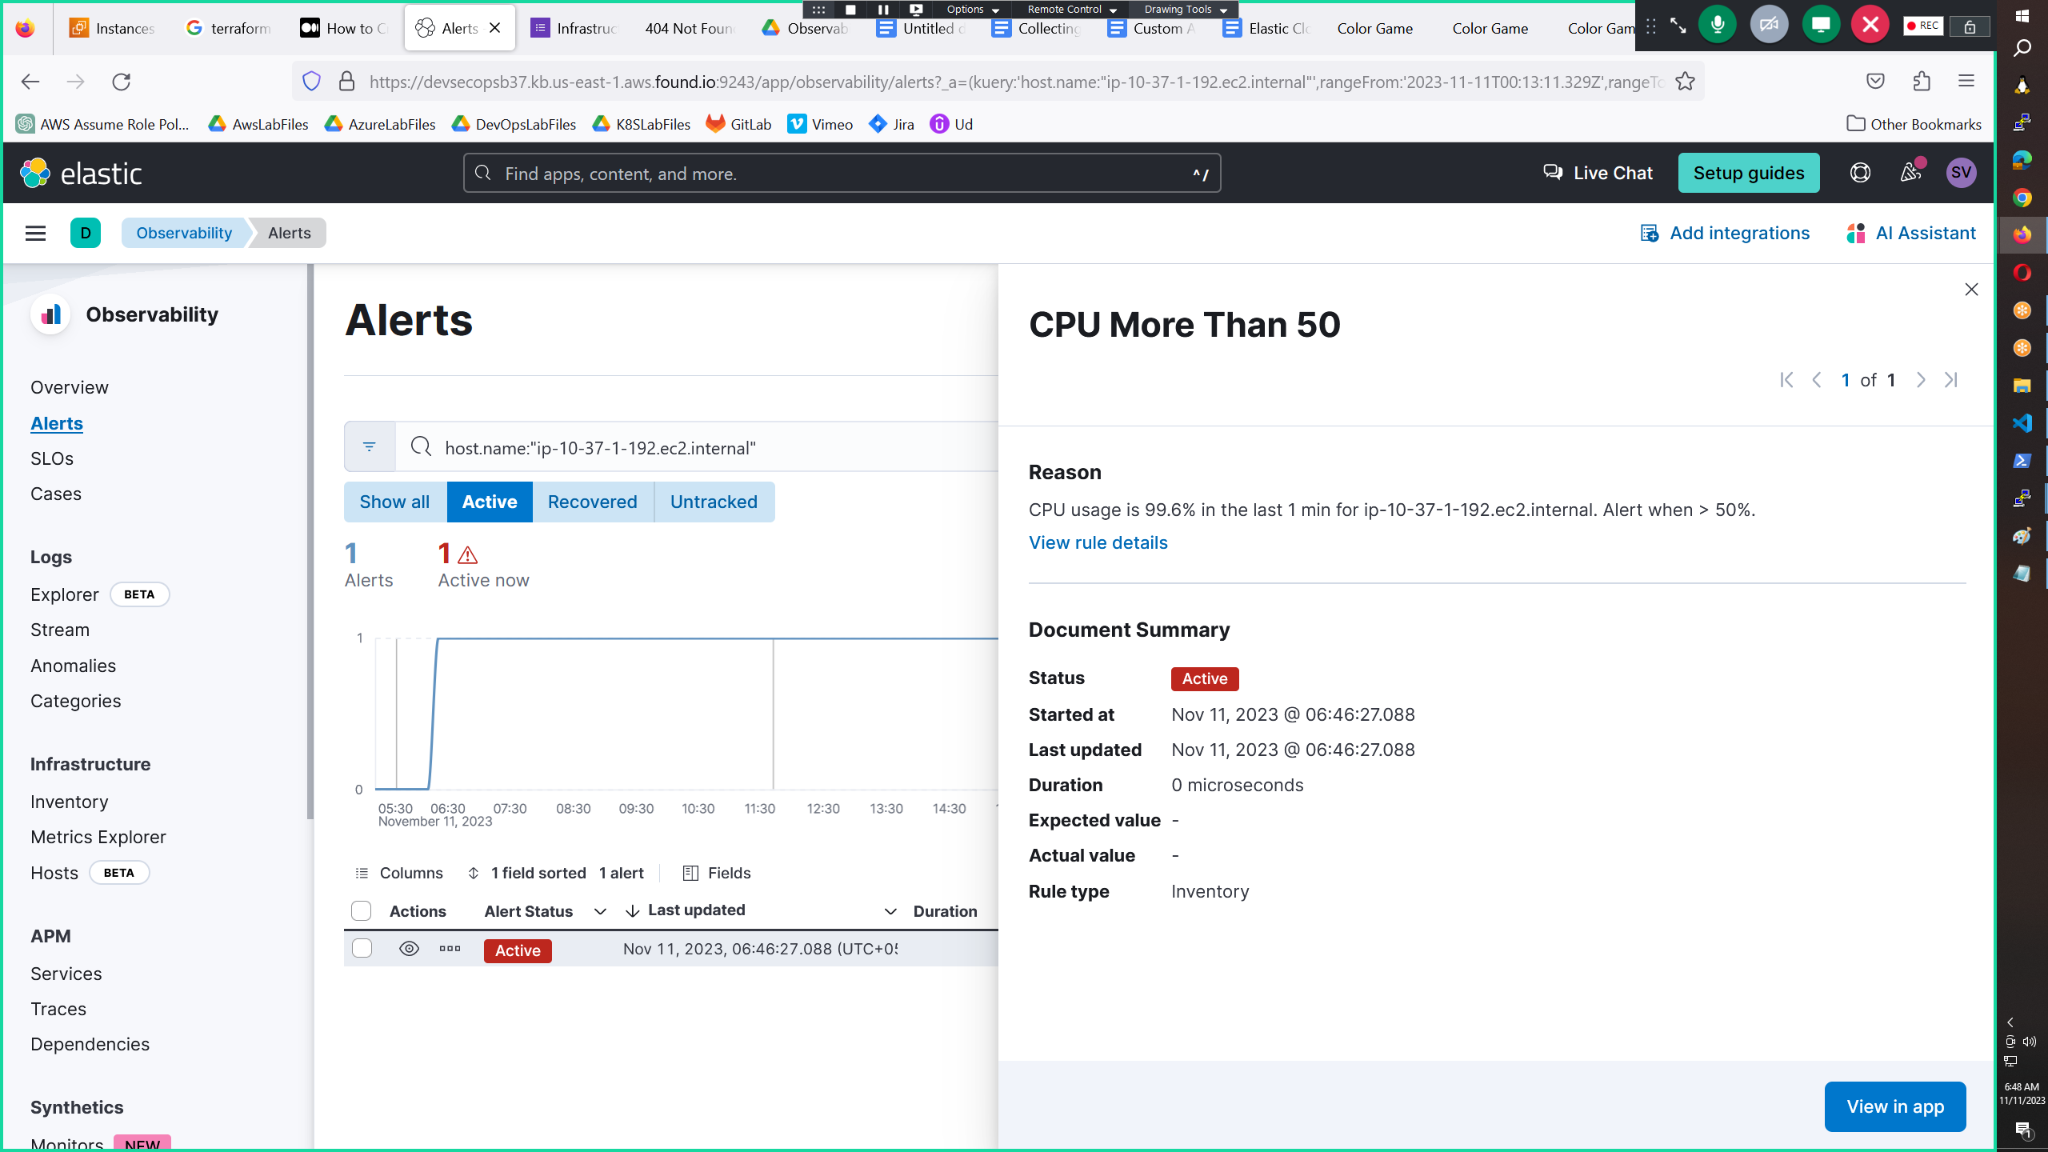 Options
Remote Control
Drawing Tools
REC
Instances
terraform
How to C
Alerts
Infrastruc
404 Not Foun
Observab
Untitled d
Collecting
Custom A
Elastic Clo
Color Game
Color Game
Color Gam
https://devsecopsb37.kb.us-east-1.aws.found.io:9243/app/observability/alerts?_a=(kuery:'host.name:"ip-10-37-1-192.ec2.internal"',rangeFrom:'2023-11-11T00:13:11.329Z',rangeTo
AWS Assume Role Pol...
AwsLabFiles
AzureLabFiles
DevOpsLabFiles
K8SLabFiles
GitLab
Vimeo
Jira
Ud
Other Bookmarks
elastic
Find apps, content, and more.
^/
Live Chat
Setup guides
SV
D
Observability
Alerts
Add integrations
AI Assistant
Observability
Overview
Alerts
SLOs
Cases
Logs
Explorer BETA
Stream
Anomalies
Categories
Infrastructure
Inventory
Metrics Explorer
Hosts BETA
APM
Services
Traces
Dependencies
Synthetics
Monitors NEW
Alerts
host.name:"ip-10-37-1-192.ec2.internal"
Show all
Active
Recovered
Untracked
1
Alerts
1
Active now
1
0
05:30
06:30
07:30
08:30
09:30
10:30
11:30
12:30
13:30
14:30
November 11, 2023
Columns
1 field sorted
1 alert
Fields
Actions
Alert Status
Last updated
Duration
Active
Nov 11, 2023, 06:46:27.088 (UTC+05
CPU More Than 50
1 of 1
Reason
CPU usage is 99.6% in the last 1 min for ip-10-37-1-192.ec2.internal. Alert when > 50%.
View rule details
Document Summary
Status Active
Started at Nov 11, 2023 @ 06:46:27.088
Last updated Nov 11, 2023 @ 06:46:27.088
Duration 0 microseconds
Expected value -
Actual value -
Rule type Inventory
View in app
6:48 AM
11/11/2023
1